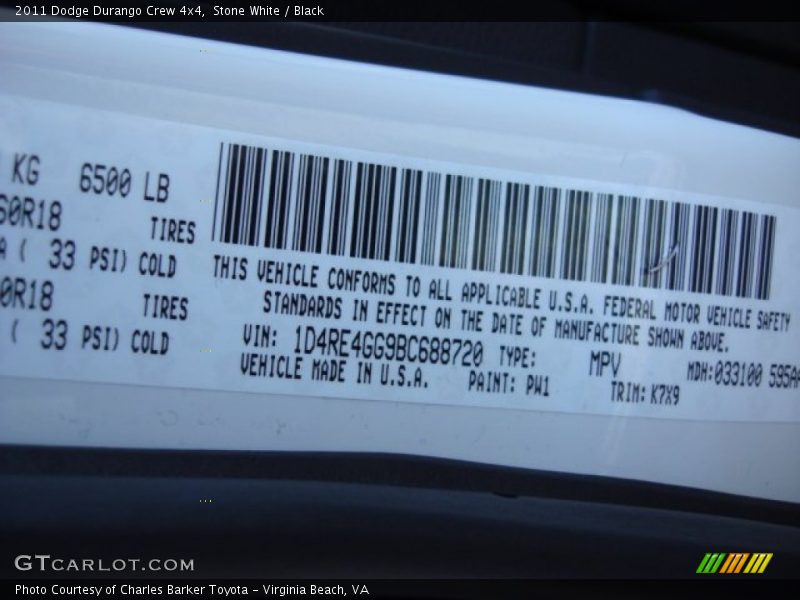 2011 Dodge Durango Crew 4x4, Stone White / Black
KG 6500 LB
60R18 TIRES
A ( 33 PSI) COLD
0R18 TIRES
( 33 PSI) COLD
THIS VEHICLE CONFORMS TO ALL APPLICABLE U.S.A. FEDERAL MOTOR VEHICLE SAFETY
STANDARDS IN EFFECT ON THE DATE OF MANUFACTURE SHOWN ABOVE.
VIN: 1D4RE4GG9BC688720 TYPE: MPV MDH:033100 595A
VEHICLE MADE IN U.S.A. PAINT: PW1 TRIM: K7X9
GTCARLOT.COM
Photo Courtesy of Charles Barker Toyota - Virginia Beach, VA